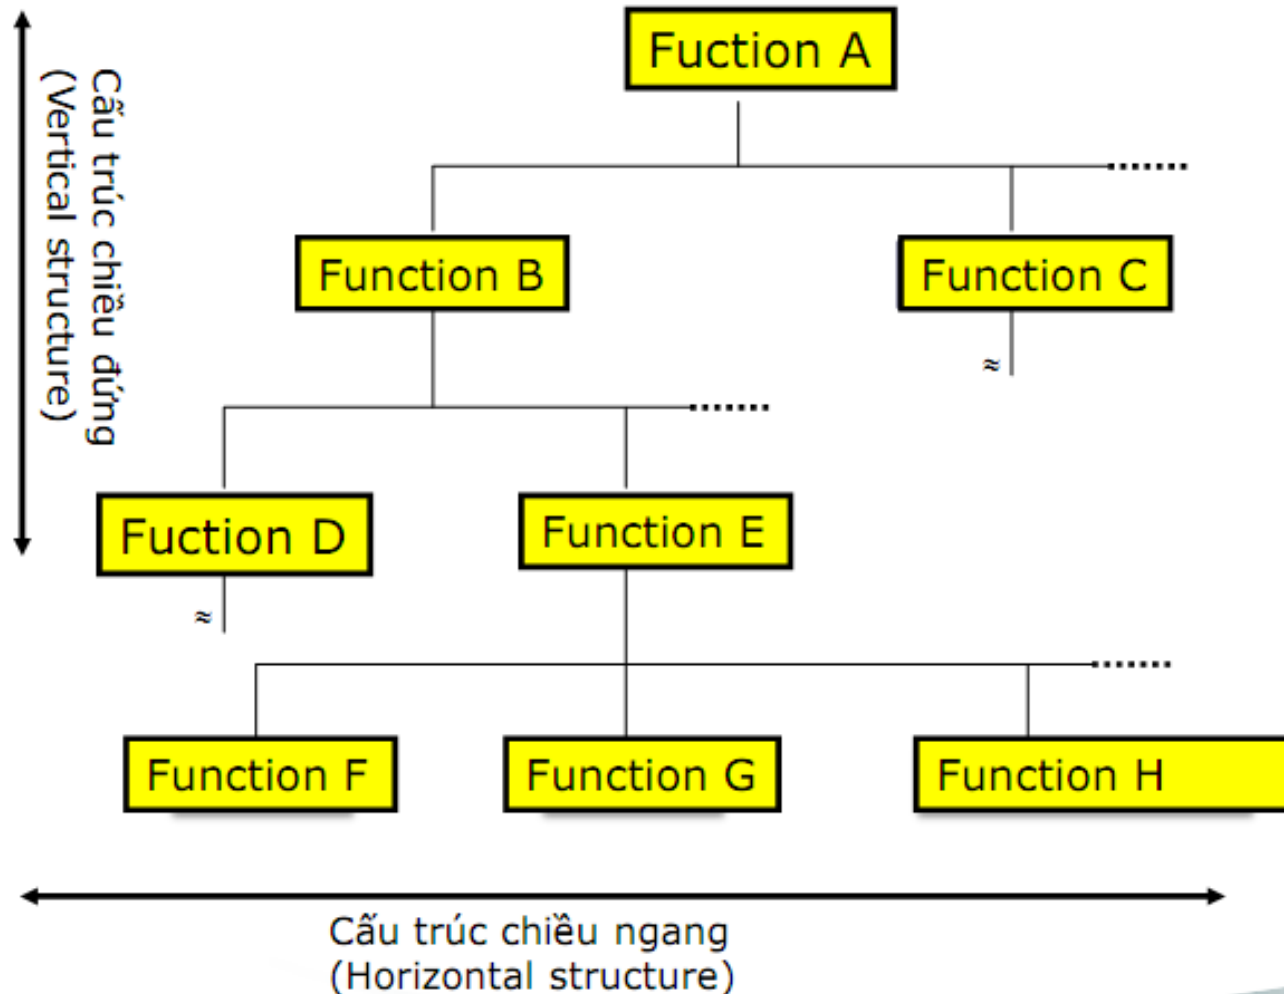 Fuction A
Cấu trúc chiều đứng
(Vertical structure)
Function B
Function C
≈
Fuction D
Function E
≈
Function F
Function G
Function H
Cấu trúc chiều ngang
(Horizontal structure)